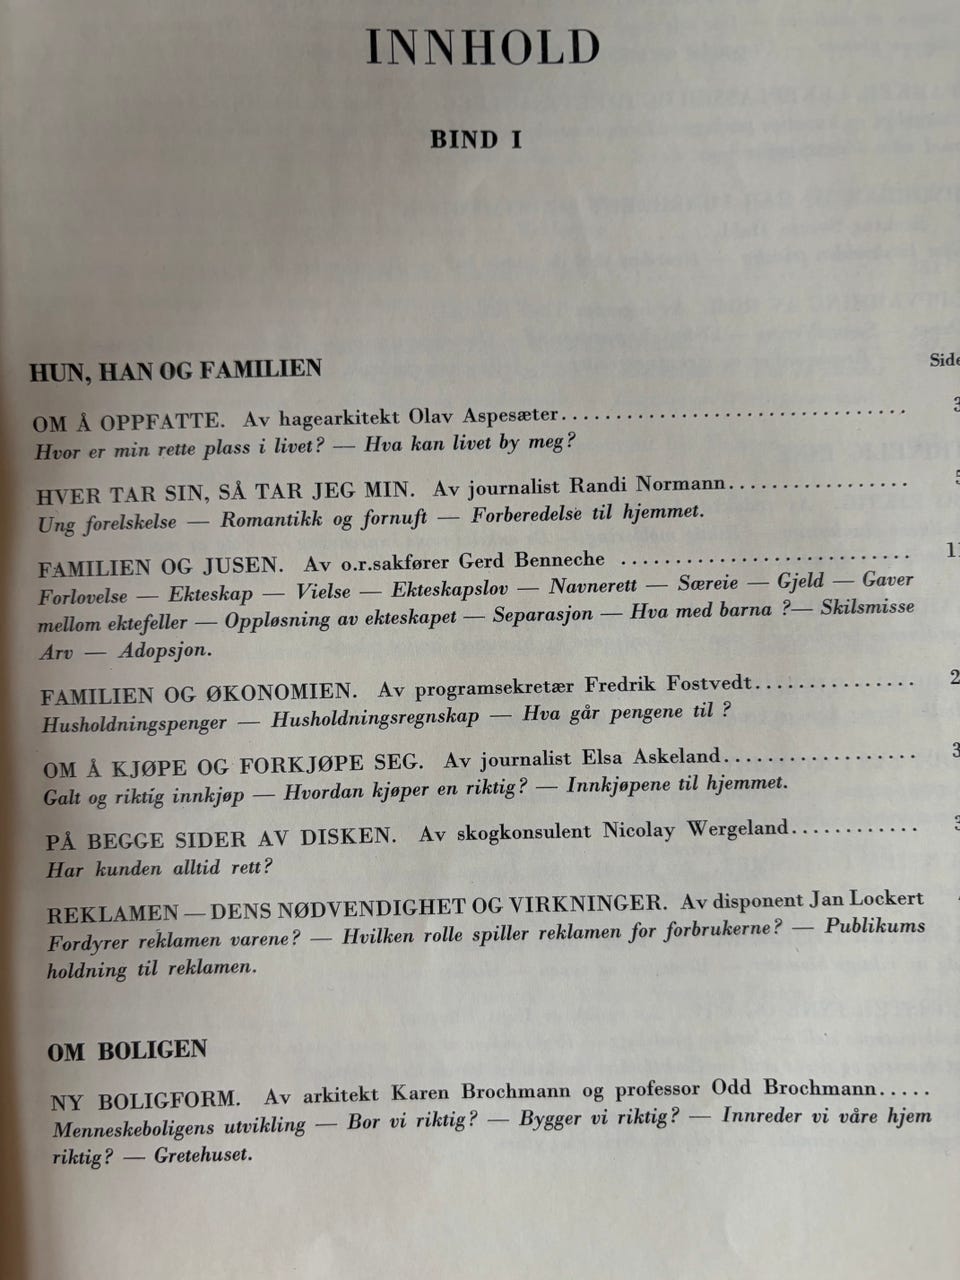 INNHOLD
BIND I
HUN, HAN OG FAMILIEN Side
OM Å OPPFATTE. Av hagearkitekt Olav Aspesæter..............................
Hvor er min rette plass i livet? — Hva kan livet by meg?
HVER TAR SIN, SÅ TAR JEG MIN. Av journalist Randi Normann................
Ung forelskelse — Romantikk og fornuft — Forberedelse til hjemmet.
FAMILIEN OG JUSEN. Av o.r.sakfører Gerd Benneche .........................
Forlovelse — Ekteskap — Vielse — Ekteskapslov — Navnerett — Særeie — Gjeld — Gaver
mellom ektefeller — Oppløsning av ekteskapet — Separasjon — Hva med barna ?— Skilsmisse
Arv — Adopsjon.
FAMILIEN OG ØKONOMIEN. Av programsekretær Fredrik Fostvedt..............
Husholdningspenger — Husholdningsregnskap — Hva går pengene til ?
OM Å KJØPE OG FORKJØPE SEG. Av journalist Elsa Askeland.................
Galt og riktig innkjøp — Hvordan kjøper en riktig? — Innkjøpene til hjemmet.
PÅ BEGGE SIDER AV DISKEN. Av skogkonsulent Nicolay Wergeland...........
Har kunden alltid rett?
REKLAMEN — DENS NØDVENDIGHET OG VIRKNINGER. Av disponent Jan Lockert
Fordyrer reklamen varene? — Hvilken rolle spiller reklamen for forbrukerne? — Publikums
holdning til reklamen.
OM BOLIGEN
NY BOLIGFORM. Av arkitekt Karen Brochmann og professor Odd Brochmann.....
Menneskeboligens utvikling — Bor vi riktig? — Bygger vi riktig? — Innreder vi våre hjem
riktig? — Gretehuset.